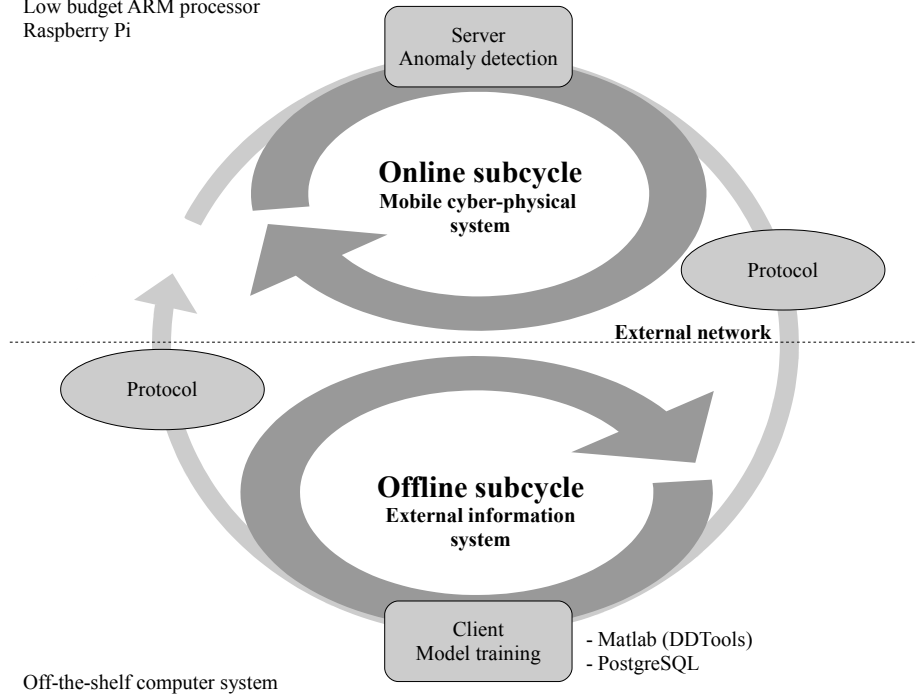 Low budget ARM processor
Raspberry Pi
Server
Anomaly detection
Online subcycle
Mobile cyber-physical
system
Protocol
External network
Protocol
Offline subcycle
External information
system
Client
Model training
- Matlab (DDTools)
- PostgreSQL
Off-the-shelf computer system